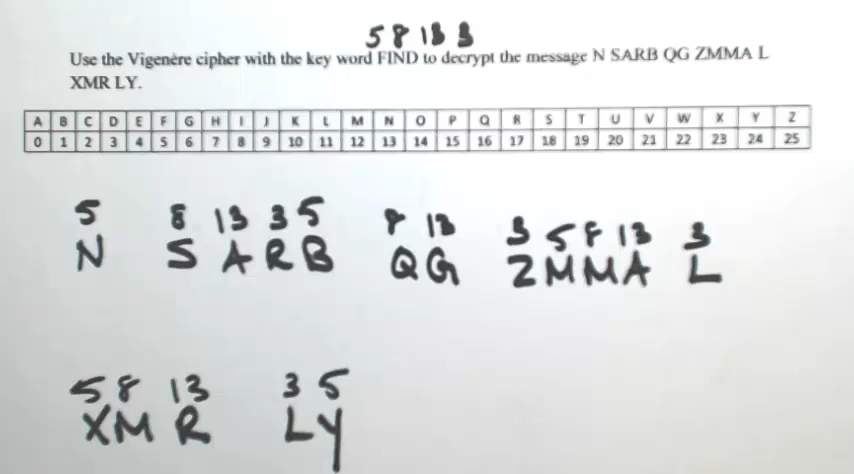 5 8 13 3
Use the Vigenère cipher with the key word FIND to decrypt the message N SARB QG ZMMA L
XMR LY.
A B C D E F G H I J K L M N O P Q R S T U V W X Y Z
0 1 2 3 4 5 6 7 8 9 10 11 12 13 14 15 16 17 18 19 20 21 22 23 24 25
5 8 13 3 5 8 13 3 5 8 13 3
N SARB QG ZMMA L
5 8 13 3 5
XMR LY